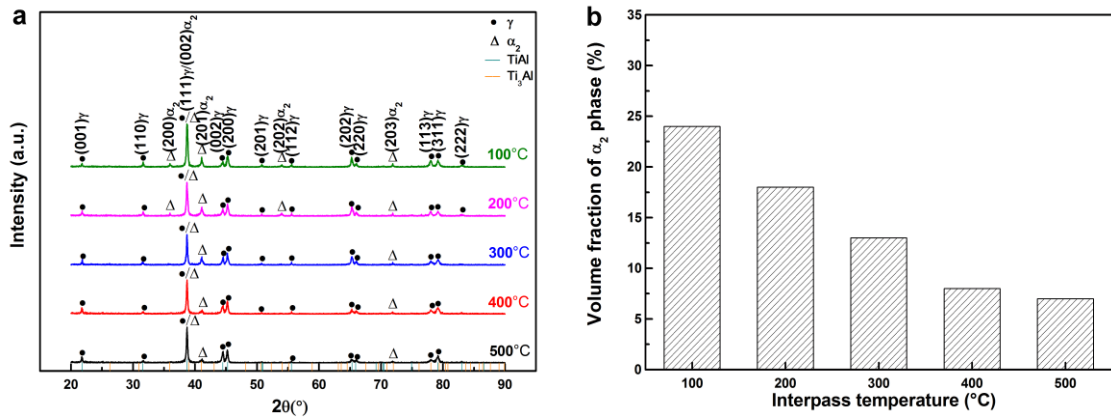 a
● γ
Δ α₂
TiAl
Ti₃Al
(001)γ
(110)γ
(200)α₂
(111)γ/(002)α₂
(201)α₂
(002)γ
(200)γ
(201)γ
(202)α₂
(112)γ
(202)γ
(220)γ
(203)α₂
(113)γ
(311)γ
(222)γ
●/Δ
100°C
●/Δ
200°C
●/Δ
300°C
●/Δ
400°C
●/Δ
500°C
Intensity (a.u.)
20 30 40 50 60 70 80 90
2θ(°)
b
Volume fraction of α₂ phase (%)
35
30
25
20
15
10
5
0
100 200 300 400 500
Interpass temperature (°C)